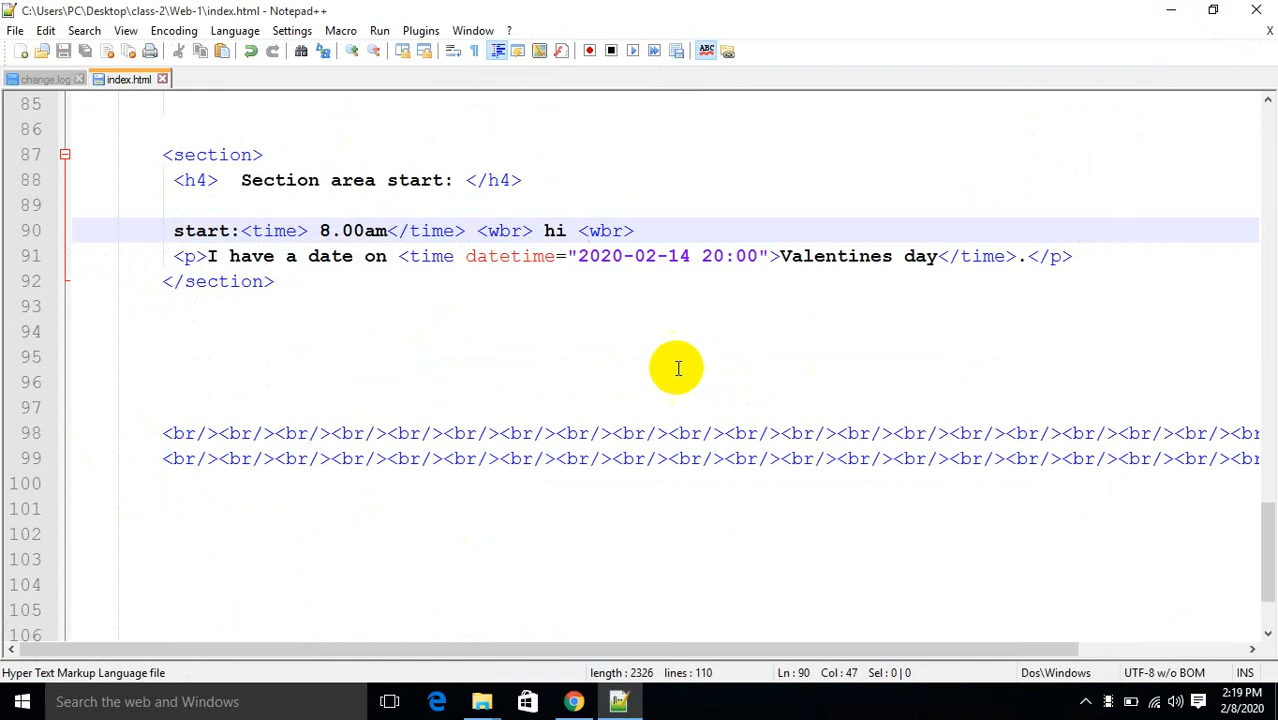 C:\Users\PC\Desktop\class-2\Web-1\index.html - Notepad++
File Edit Search View Encoding Language Settings Macro Run Plugins Window ? X
ABC
change.log index.html
85
86
87 <section>
88 <h4>  Section area start: </h4>
89
90 start:<time> 8.00am</time> <wbr> hi <wbr>
91 <p>I have a date on <time datetime="2020-02-14 20:00">Valentines day</time>.</p>
92 </section>
93
94
95
96
97
98 <br/><br/><br/><br/><br/><br/><br/><br/><br/><br/><br/><br/><br/><br/><br/><br/><br/><br/><br/><br
99 <br/><br/><br/><br/><br/><br/><br/><br/><br/><br/><br/><br/><br/><br/><br/><br/><br/><br/><br/><br
100
101
102
103
104
105
106
Hyper Text Markup Language file length : 2326 lines : 110 Ln : 90 Col : 47 Sel : 0 | 0 Dos\Windows UTF-8 w/o BOM INS
Search the web and Windows
2:19 PM
2/8/2020